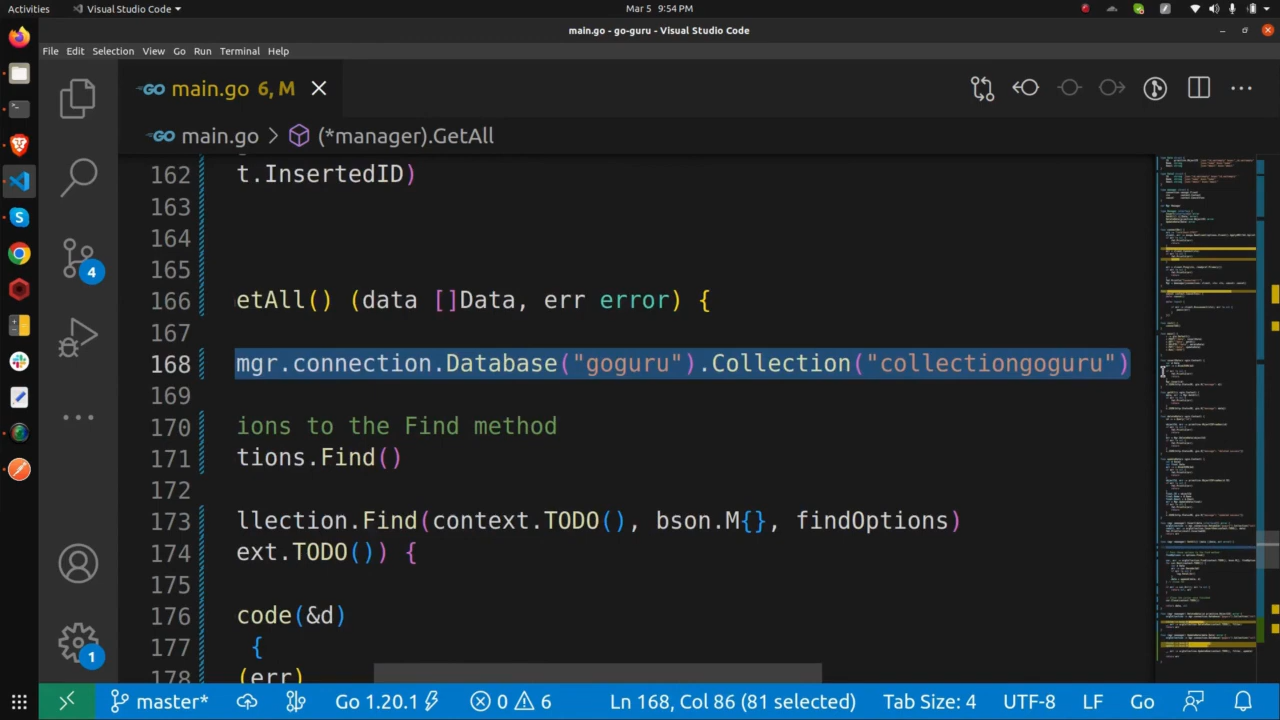 Activities Visual Studio Code Mar 5 9:54 PM
main.go - go-guru - Visual Studio Code
File Edit Selection View Go Run Terminal Help
GO main.go 6, M
GO main.go > (*manager).GetAll
162 t.InsertedID)
163
164
165
166 etAll() (data []Data, err error) {
167
168 mgr.connection.Database("goguru").Collection("collectiongoguru")
169
170 ions to the Find method
171 tions.Find()
172
173 llection.Find(context.TODO(), bson.M{}, findOptions)
174 ext.TODO()) {
175
176 code(&d)
177 {
178 (err)
4
1
master* Go 1.20.1 0 6 Ln 168, Col 86 (81 selected) Tab Size: 4 UTF-8 LF Go